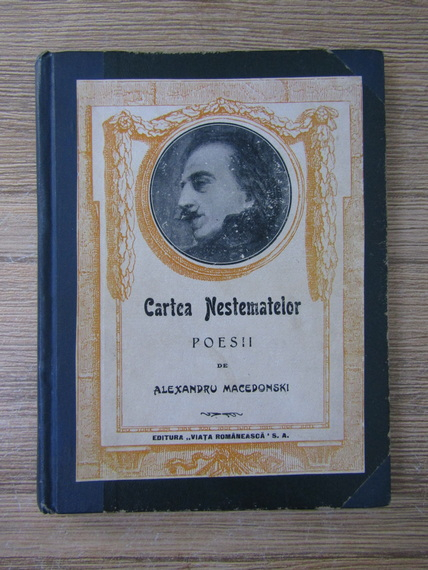 Cartea Nestematelor
POESII
DE
ALEXANDRU MACEDONSKI
EDITURA „VIAȚA ROMÂNEASCĂ" S. A.